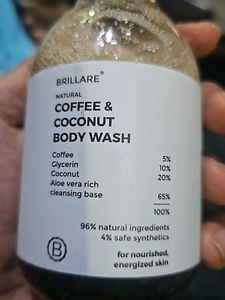 BRILLARE®
NATURAL
COFFEE &
COCONUT
BODY WASH
Coffee 5%
Glycerin 10%
Coconut 20%
Aloe vera rich
cleansing base 65%
100%
96% natural ingredients
4% safe synthetics
B
for nourished,
energized skin